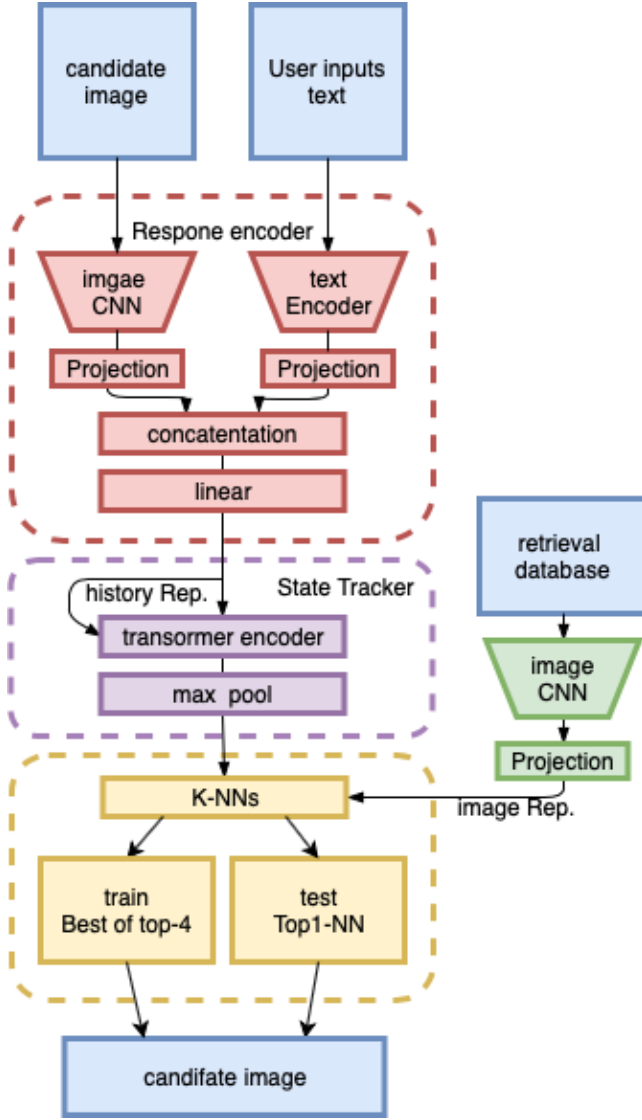 candidate
image
User inputs
text
Respone encoder
imgae
CNN
text
Encoder
Projection
Projection
concatentation
linear
history Rep.
State Tracker
transormer encoder
max pool
retrieval
database
image
CNN
Projection
K-NNs
image Rep.
train
Best of top-4
test
Top1-NN
candifate image